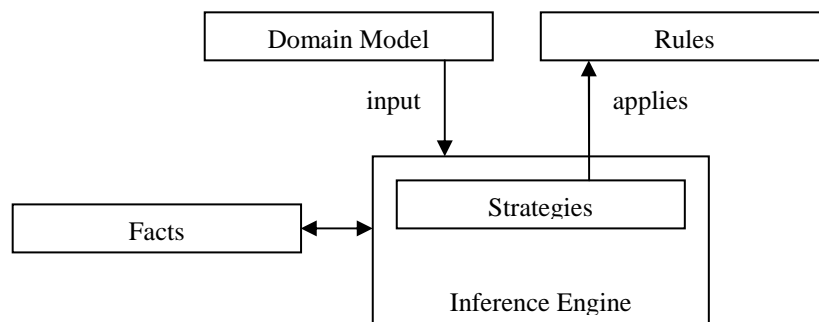 Domain Model
Rules
input
applies
Strategies
Facts
Inference Engine